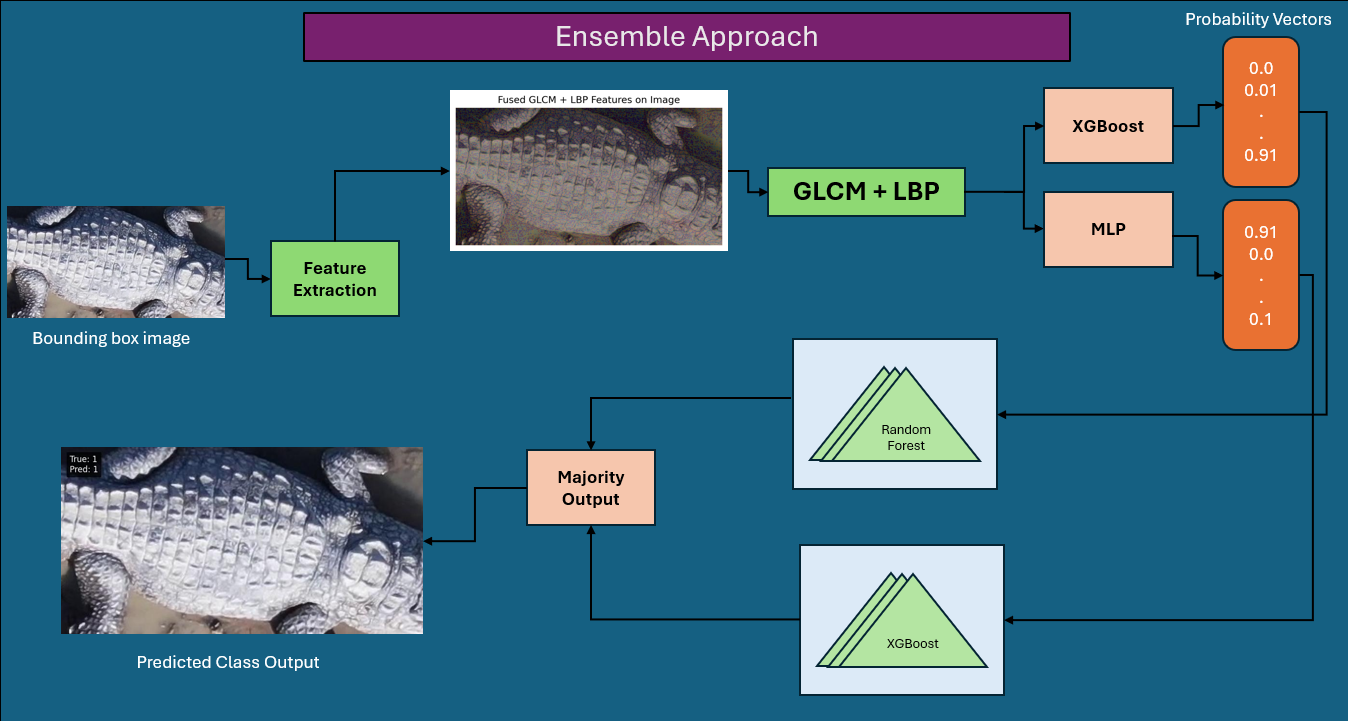 Ensemble Approach
Probability Vectors
Fused GLCM + LBP Features on Image
Bounding box image
Feature
Extraction
GLCM + LBP
XGBoost
MLP
0.0
0.01
.
.
0.91
0.91
0.0
.
.
0.1
Random
Forest
XGBoost
Majority
Output
True: 1
Pred: 1
Predicted Class Output